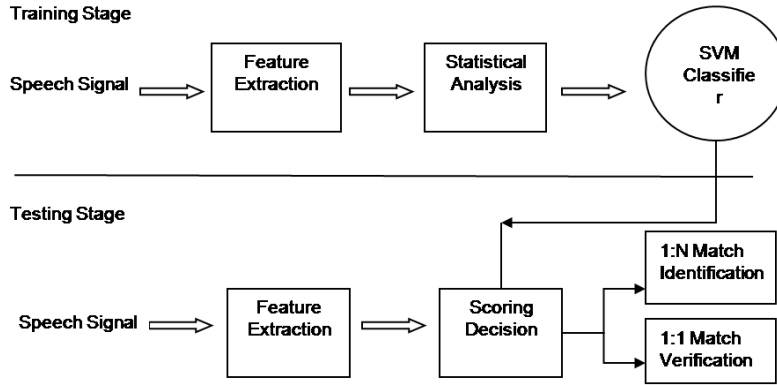 Training Stage
Speech Signal
Feature
Extraction
Statistical
Analysis
SVM
Classifie
r
Testing Stage
Speech Signal
Feature
Extraction
Scoring
Decision
1:N Match
Identification
1:1 Match
Verification